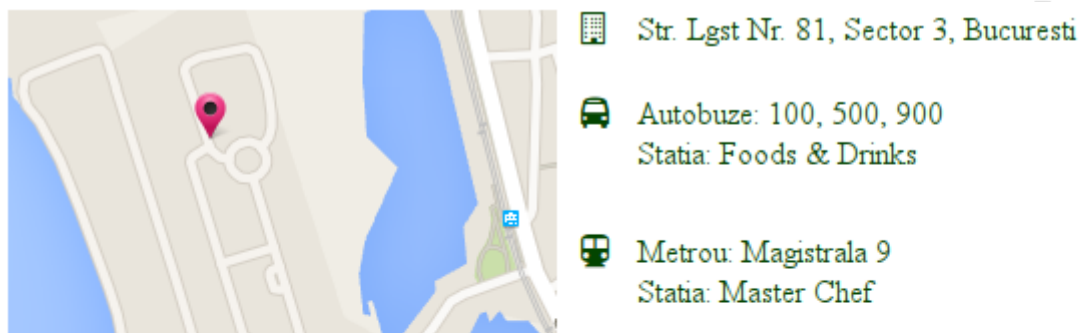 Str. Lgst Nr. 81, Sector 3, Bucuresti
Autobuze: 100, 500, 900
Statia: Foods & Drinks
Metrou: Magistrala 9
Statia: Master Chef